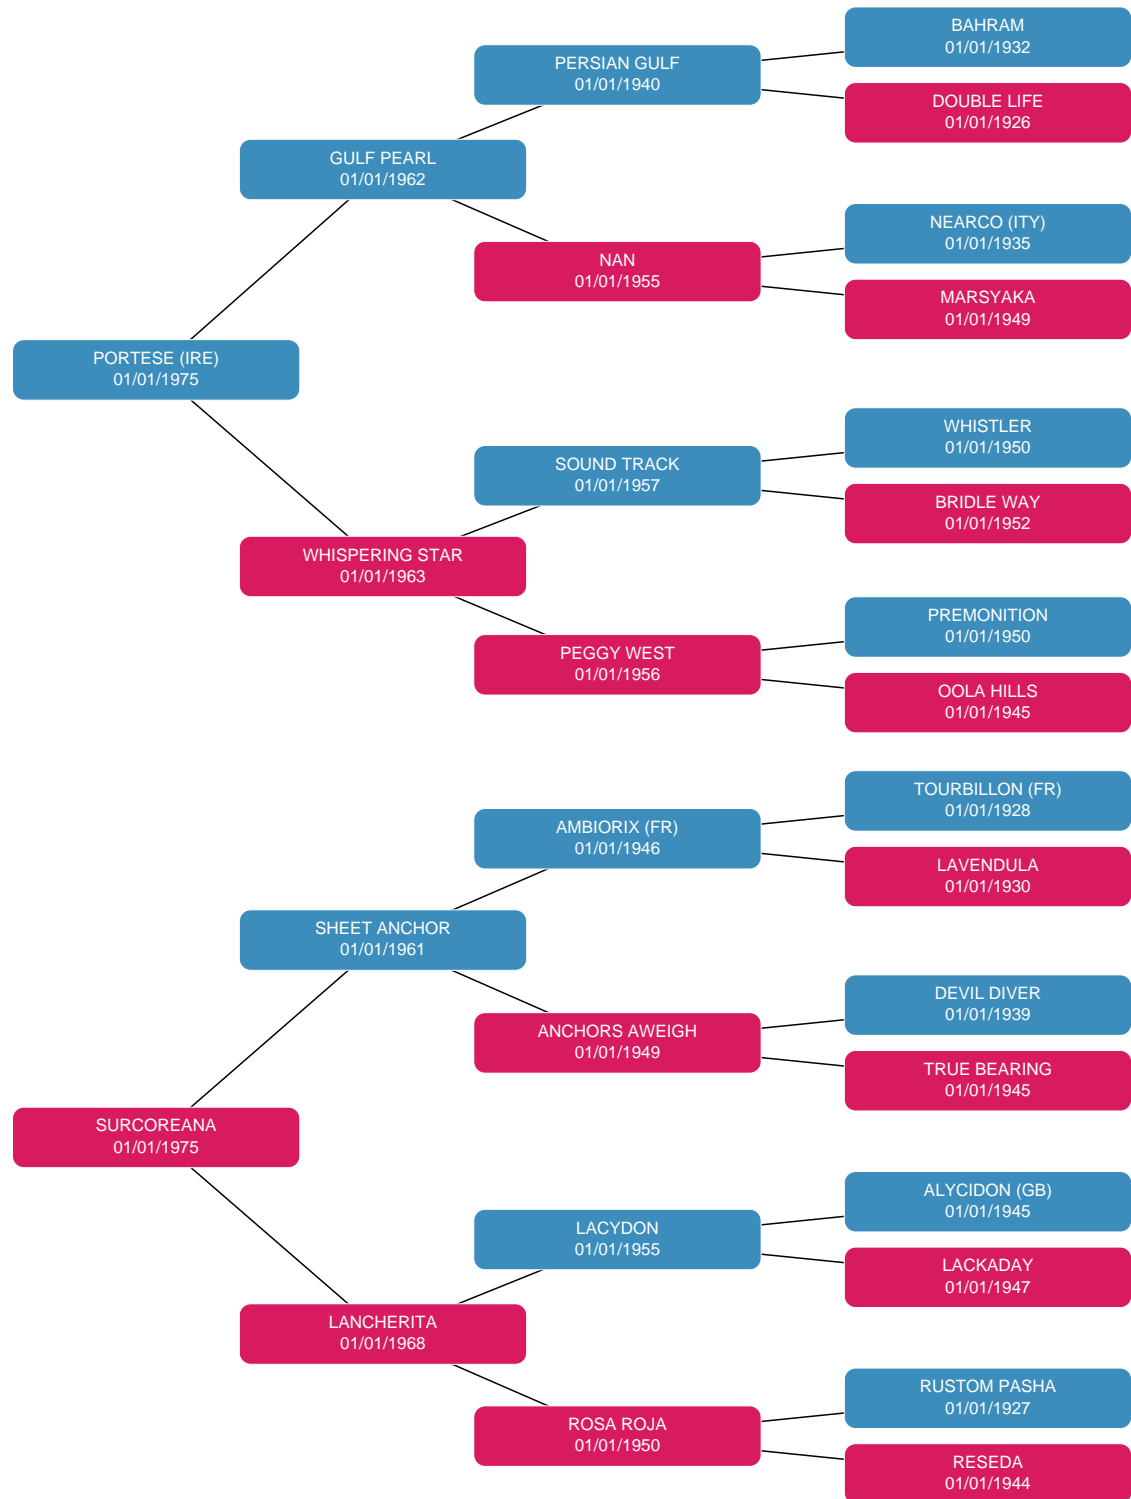 BAHRAM
01/01/1932
PERSIAN GULF
01/01/1940
DOUBLE LIFE
01/01/1926
GULF PEARL
01/01/1962
NEARCO (ITY)
01/01/1935
NAN
01/01/1955
MARSYAKA
01/01/1949
PORTESE (IRE)
01/01/1975
WHISTLER
01/01/1950
SOUND TRACK
01/01/1957
BRIDLE WAY
01/01/1952
WHISPERING STAR
01/01/1963
PREMONITION
01/01/1950
PEGGY WEST
01/01/1956
OOLA HILLS
01/01/1945
TOURBILLON (FR)
01/01/1928
AMBIORIX (FR)
01/01/1946
LAVENDULA
01/01/1930
SHEET ANCHOR
01/01/1961
DEVIL DIVER
01/01/1939
ANCHORS AWEIGH
01/01/1949
TRUE BEARING
01/01/1945
SURCOREANA
01/01/1975
ALYCIDON (GB)
01/01/1945
LACYDON
01/01/1955
LACKADAY
01/01/1947
LANCHERITA
01/01/1968
RUSTOM PASHA
01/01/1927
ROSA ROJA
01/01/1950
RESEDA
01/01/1944